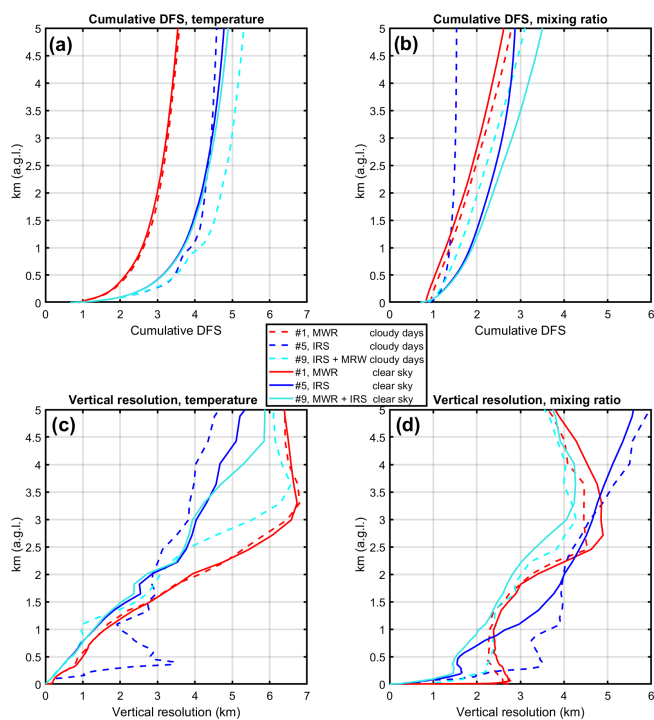 Cumulative DFS, temperature
Cumulative DFS, mixing ratio
(a)
(b)
5
4.5
4
3.5
3
2.5
2
1.5
1
0.5
0
km (a.g.l.)
0 1 2 3 4 5 6 7
Cumulative DFS
5
4.5
4
3.5
3
2.5
2
1.5
1
0.5
0
km (a.g.l.)
0 1 2 3 4 5 6
Cumulative DFS
#1, MWR cloudy days
#5, IRS cloudy days
#9, IRS + MRW cloudy days
#1, MWR clear sky
#5, IRS clear sky
#9, MWR + IRS clear sky
Vertical resolution, temperature
Vertical resolution, mixing ratio
(c)
(d)
5
4.5
4
3.5
3
2.5
2
1.5
1
0.5
0
km (a.g.l.)
0 1 2 3 4 5 6 7
Vertical resolution (km)
5
4.5
4
3.5
3
2.5
2
1.5
1
0.5
0
km (a.g.l.)
0 1 2 3 4 5 6
Vertical resolution (km)